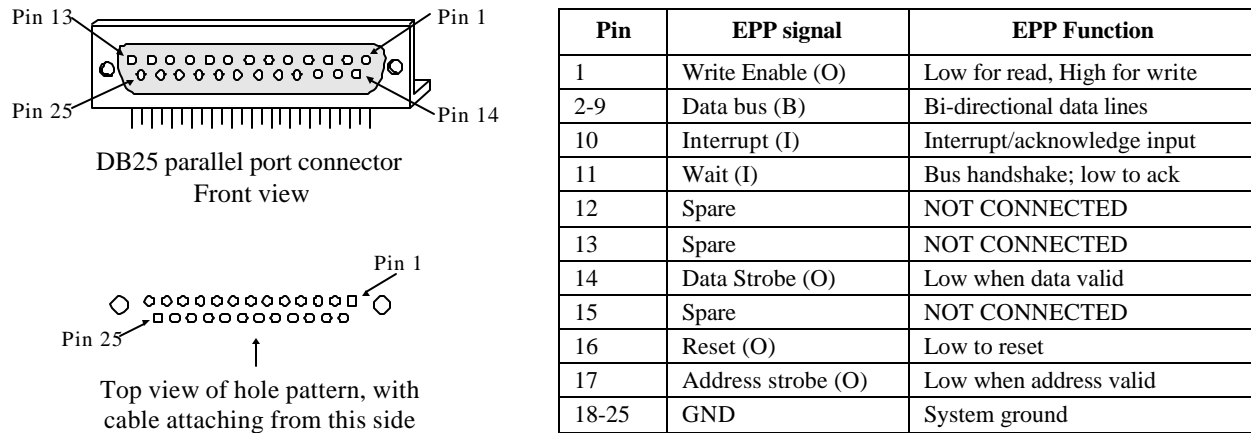 Pin 13
Pin 1
Pin 25
Pin 14
DB25 parallel port connector
Front view
Pin 1
Pin 25
Top view of hole pattern, with
cable attaching from this side
Pin EPP signal EPP Function
1 Write Enable (O) Low for read, High for write
2-9 Data bus (B) Bi-directional data lines
10 Interrupt (I) Interrupt/acknowledge input
11 Wait (I) Bus handshake; low to ack
12 Spare NOT CONNECTED
13 Spare NOT CONNECTED
14 Data Strobe (O) Low when data valid
15 Spare NOT CONNECTED
16 Reset (O) Low to reset
17 Address strobe (O) Low when address valid
18-25 GND System ground